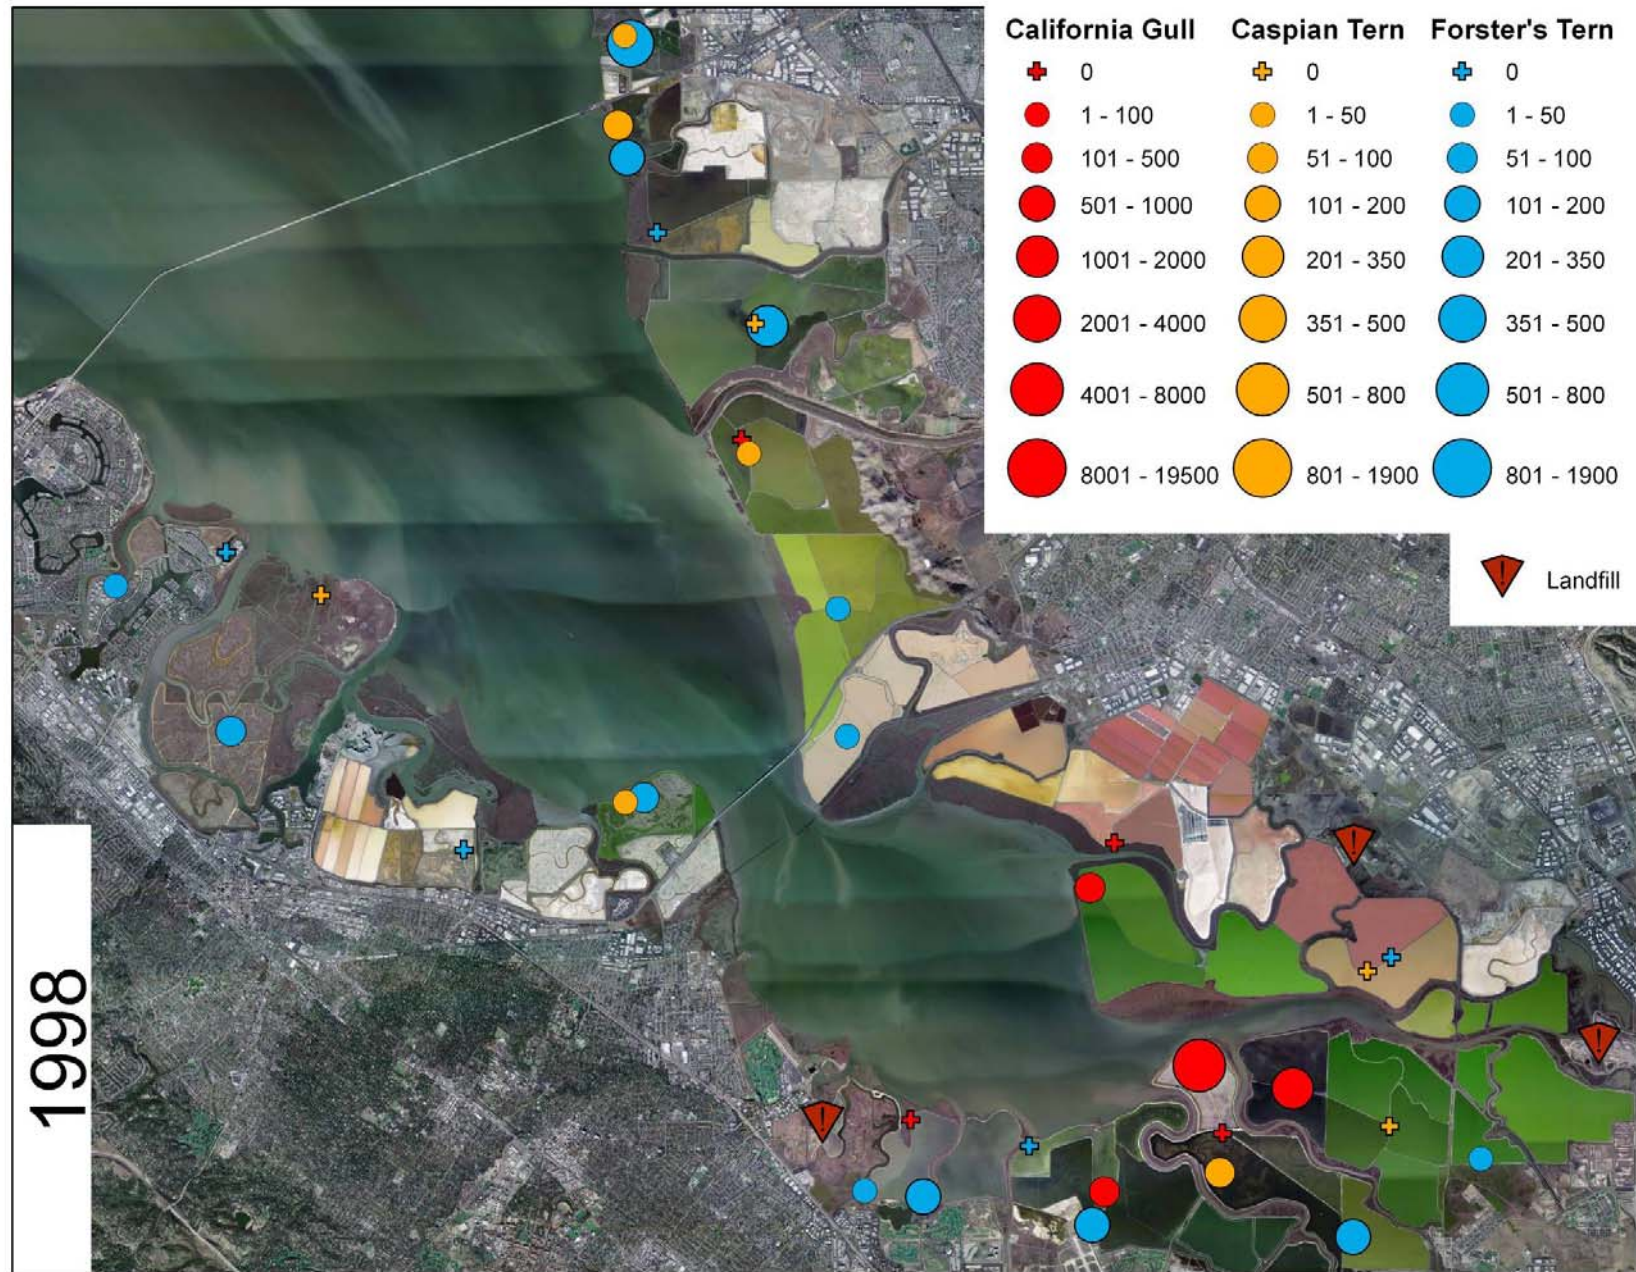 California Gull Caspian Tern Forster's Tern
0 0 0
1 - 100 1 - 50 1 - 50
101 - 500 51 - 100 51 - 100
501 - 1000 101 - 200 101 - 200
1001 - 2000 201 - 350 201 - 350
2001 - 4000 351 - 500 351 - 500
4001 - 8000 501 - 800 501 - 800
8001 - 19500 801 - 1900 801 - 1900
! Landfill
!
!
!
1998